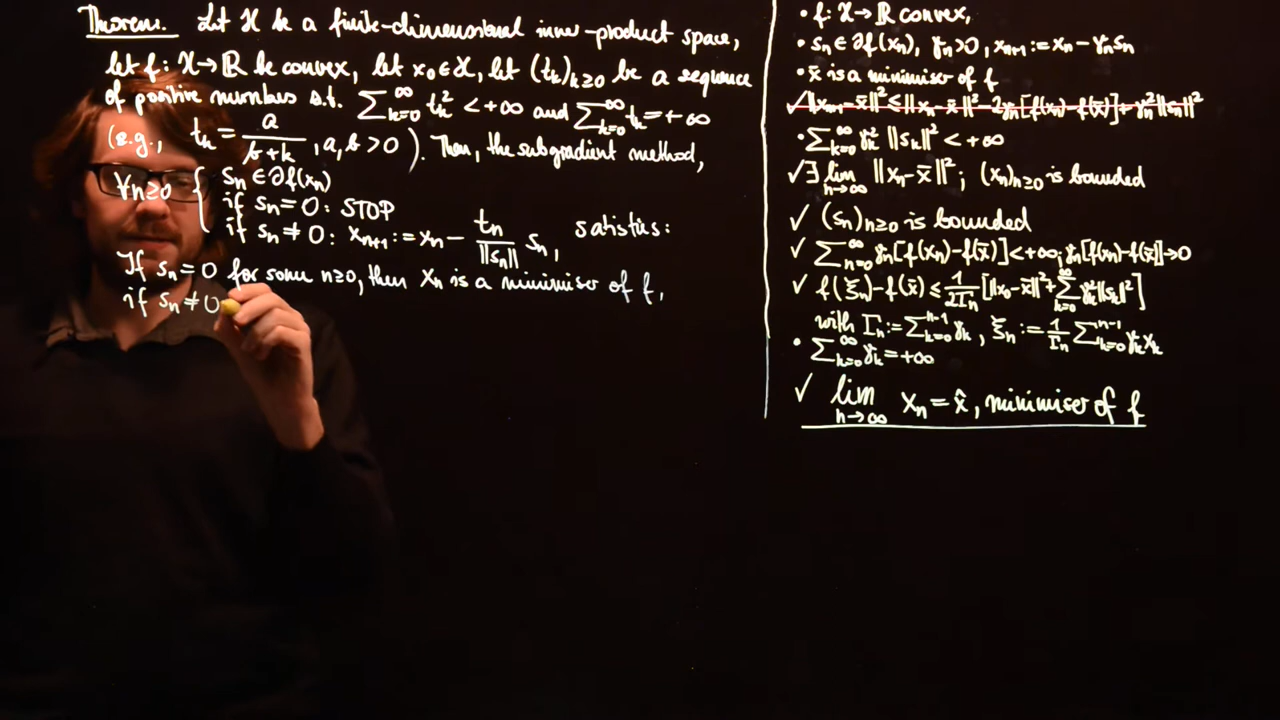 Theorem. Let ℋ be a finite-dimensional inner-product space,
let f: ℋ→ℝ be convex, let x₀∈ℋ, let (tₖ)ₖ≥₀ be a sequence
of positive numbers s.t. ∑_{k=0}^∞ tₖ² < +∞ and ∑_{k=0}^∞ tₖ = +∞
(e.g., tₖ = a/(b+k), a,b > 0). Then, the subgradient method,
∀n≥0 { sₙ ∈ ∂f(xₙ)
if sₙ = 0: STOP
if sₙ ≠ 0: xₙ₊₁ := xₙ − tₙ/‖sₙ‖ sₙ, satisfies:
If sₙ = 0 for some n≥0, then xₙ is a minimiser of f,
if sₙ ≠ 0
• f: ℋ→ℝ convex,
• sₙ ∈ ∂f(xₙ), γₙ>0, xₙ₊₁ := xₙ − γₙsₙ
• x̄ is a minimiser of f
✓ ‖xₙ₊₁−x̄‖² ≤ ‖xₙ−x̄‖² − 2γₙ[f(xₙ)−f(x̄)] + γₙ²‖sₙ‖²
• ∑_{k=0}^∞ γₖ² ‖sₖ‖² < +∞
✓ ∃ lim_{n→∞} ‖xₙ−x̄‖²; (xₙ)ₙ≥₀ is bounded
✓ (sₙ)ₙ≥₀ is bounded
✓ ∑_{n=0}^∞ γₙ[f(xₙ)−f(x̄)] < +∞; γₙ[f(xₙ)−f(x̄)]→0
✓ f(ξₙ)−f(x̄) ≤ 1/(2Γₙ) [‖x₀−x̄‖² + ∑_{k=0}^∞ γₖ²‖sₖ‖²]
with Γₙ := ∑_{k=0}^{n−1} γₖ, ξₙ := 1/Γₙ ∑_{k=0}^{n−1} γₖxₖ
• ∑_{k=0}^∞ γₖ = +∞
✓ lim_{n→∞} xₙ = x̂, minimiser of f